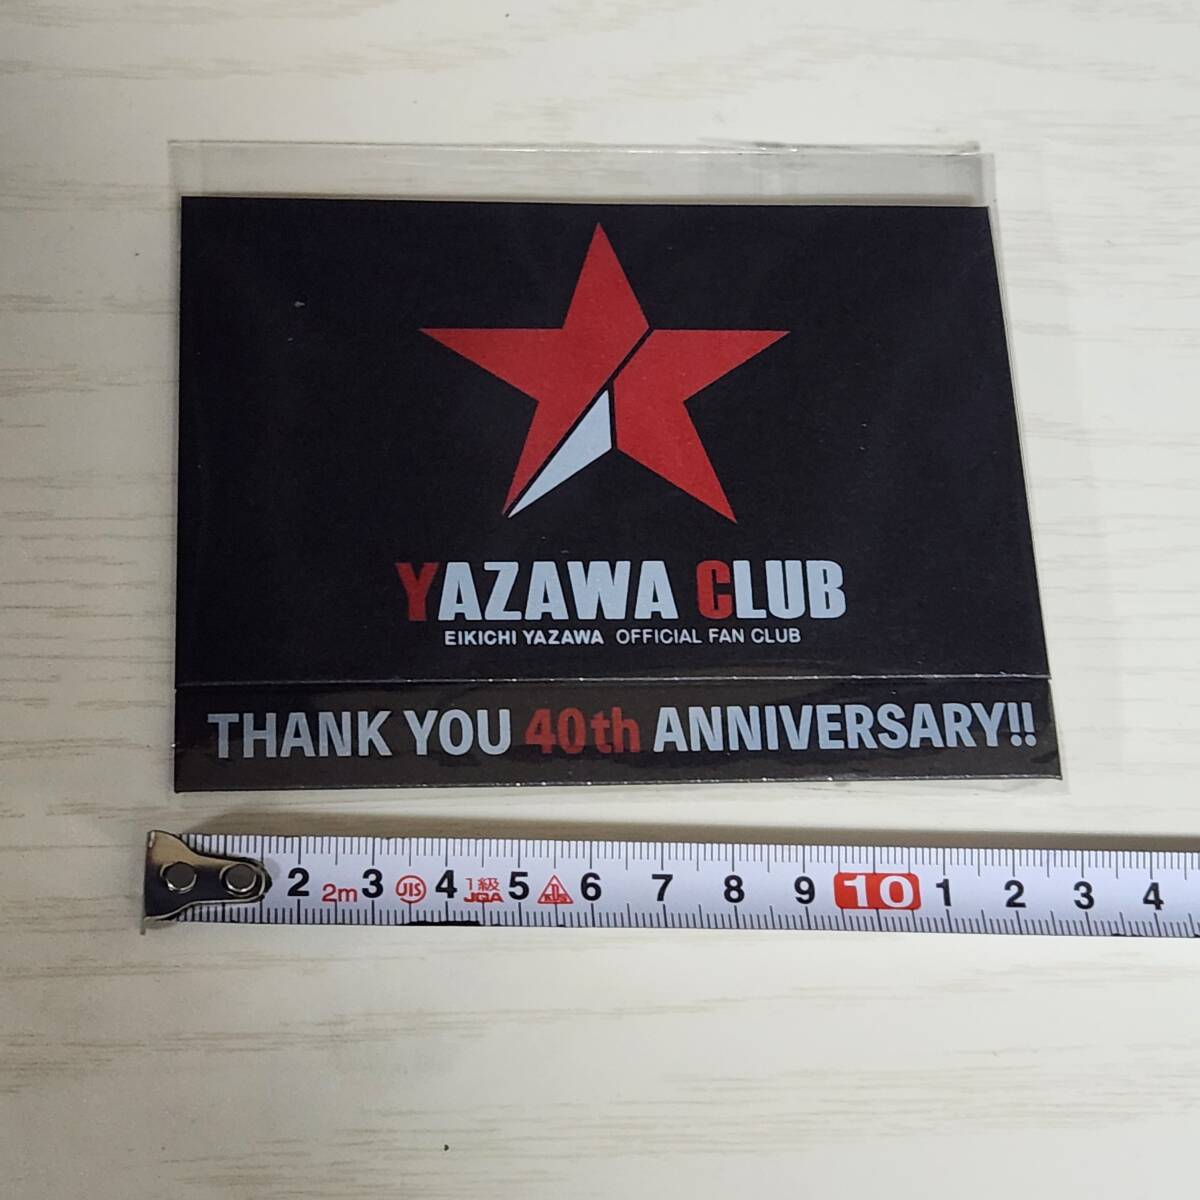 YAZAWA CLUB
EIKICHI YAZAWA OFFICIAL FAN CLUB
THANK YOU 40th ANNIVERSARY!!
2 2m 3 JIS 4 1級 JQA 5 6 7 8 9 10 1 2 3 4